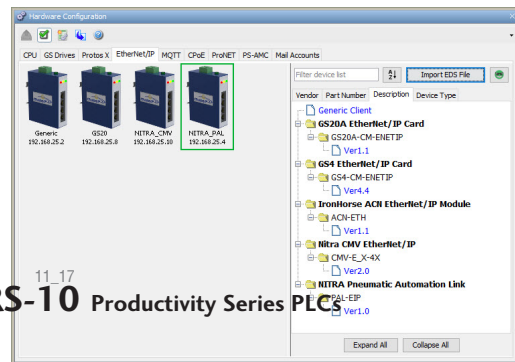 Hardware Configuration
CPU GS Drives Protos X EtherNet/IP MQTT CPoE ProNET PS-AMC Mail Accounts
Generic
192.168.25.2
GS20
192.168.25.8
NITRA_CMV
192.168.25.10
NITRA_PAL
192.168.25.4
Filter device list
Import EDS File
Vendor Part Number Description Device Type
Generic Client
GS20A EtherNet/IP Card
GS20A-CM-ENETIP
Ver1.1
GS4 EtherNet/IP Card
GS4-CM-ENETIP
Ver4.4
IronHorse ACN EtherNet/IP Module
ACN-ETH
Ver1.1
Nitra CMV EtherNet/IP
CMV-E_X-4X
Ver2.0
NITRA Pneumatic Automation Link
PAL-EIP
Ver1.0
Expand All Collapse All
11_17
RS-10 Productivity Series PLCs